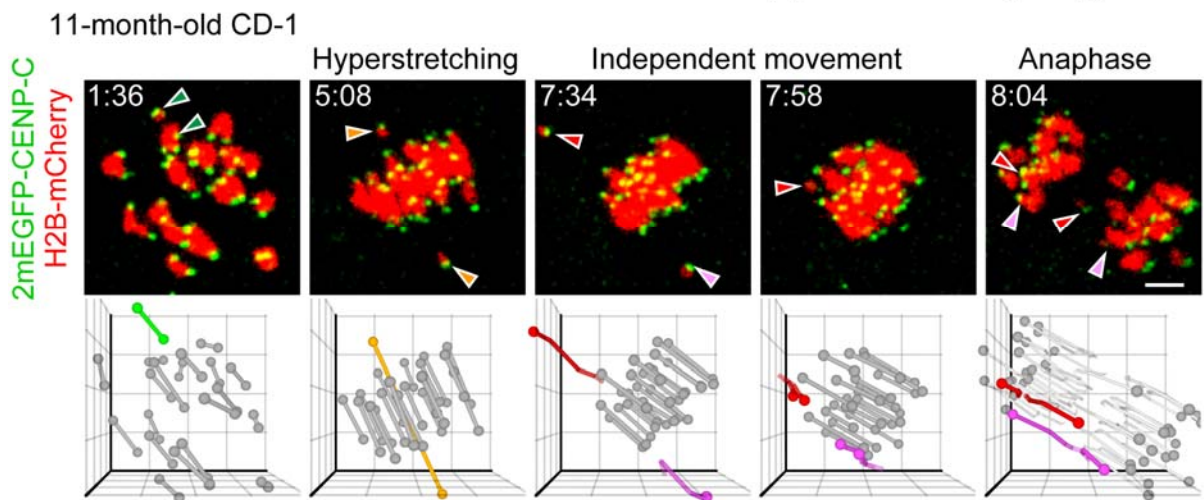 11-month-old CD-1
Hyperstretching
Independent movement
Anaphase
2mEGFP-CENP-C
H2B-mCherry
1:36
5:08
7:34
7:58
8:04